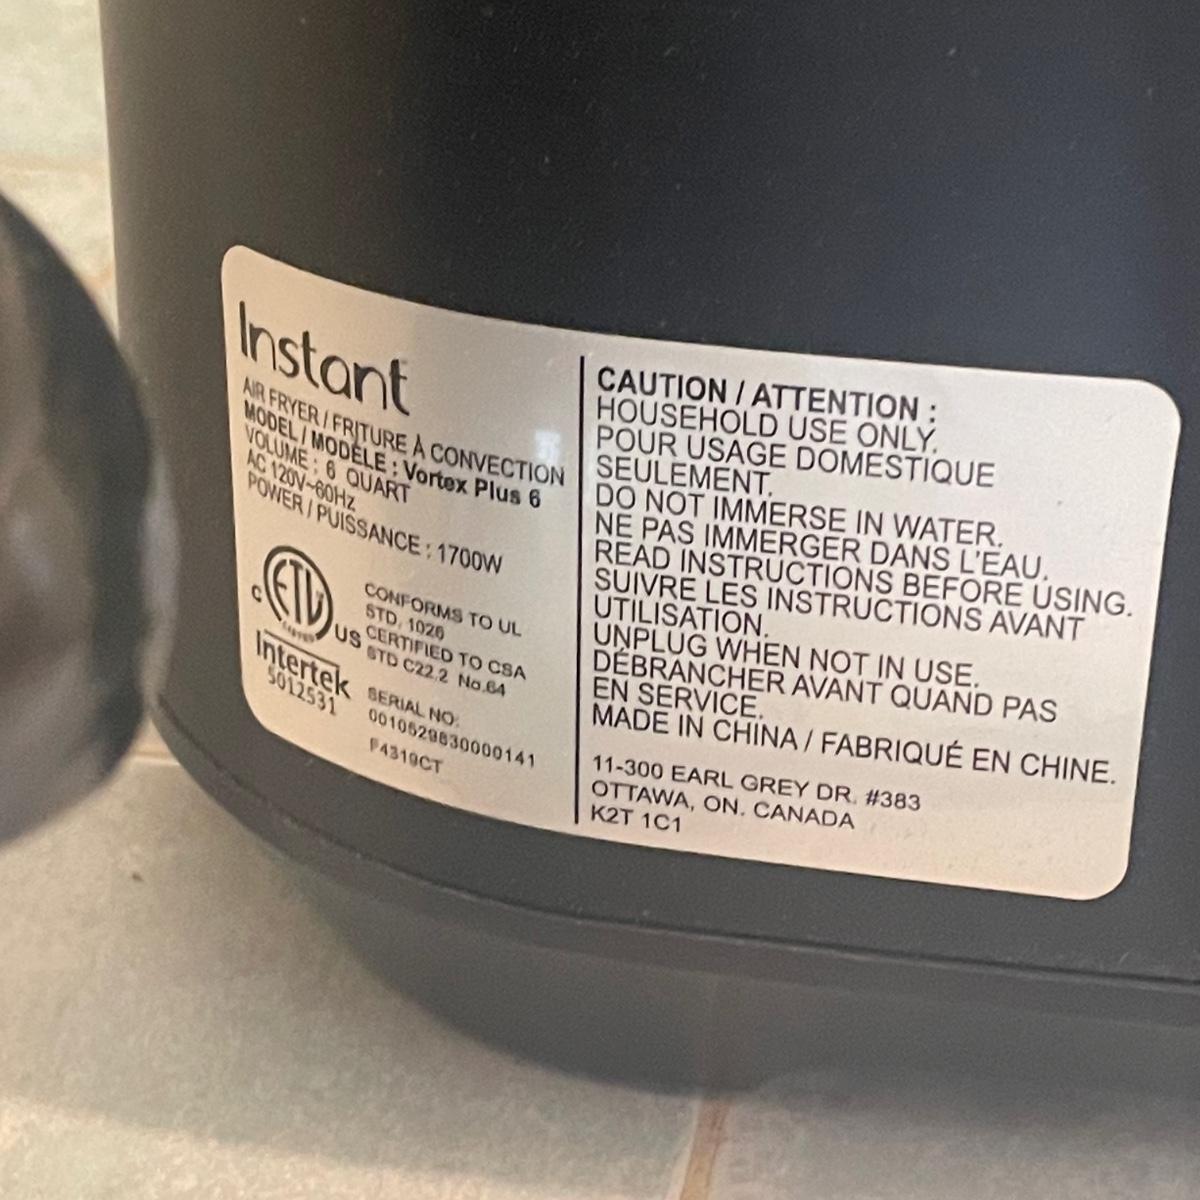 Instant
AIR FRYER / FRITURE À CONVECTION
MODEL / MODÈLE : Vortex Plus 6
VOLUME : 6 QUART
AC 120V~60Hz
POWER / PUISSANCE : 1700W
C ETL US
Intertek
5012531
CONFORMS TO UL
STD. 1026
CERTIFIED TO CSA
STD C22.2 No.64
SERIAL NO:
0010529830000141
F4319CT
CAUTION / ATTENTION :
HOUSEHOLD USE ONLY.
POUR USAGE DOMESTIQUE
SEULEMENT.
DO NOT IMMERSE IN WATER.
NE PAS IMMERGER DANS L'EAU.
READ INSTRUCTIONS BEFORE USING.
SUIVRE LES INSTRUCTIONS AVANT
UTILISATION.
UNPLUG WHEN NOT IN USE.
DÉBRANCHER AVANT QUAND PAS
EN SERVICE.
MADE IN CHINA / FABRIQUÉ EN CHINE.
11-300 EARL GREY DR. #383
OTTAWA, ON. CANADA
K2T 1C1